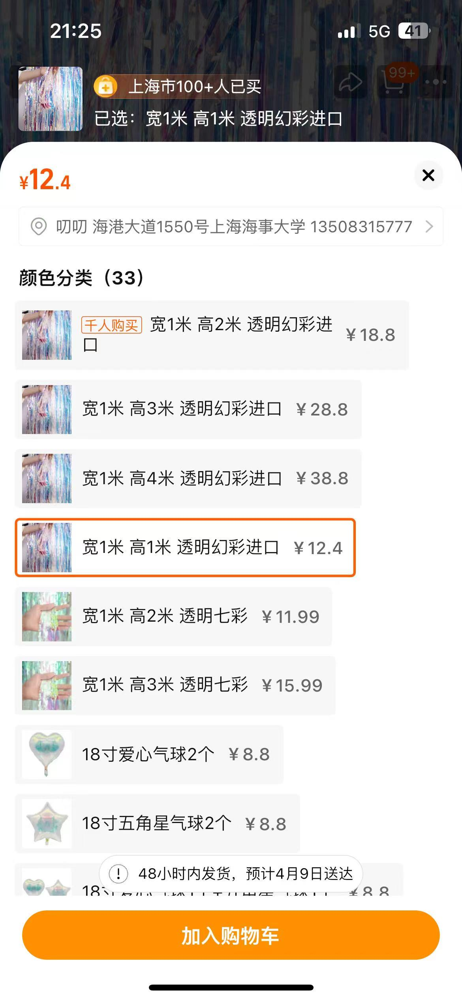 21:25
5G
41
99+
上海市100+人已买
已选：宽1米 高1米 透明幻彩进口
¥12.4
叨叨 海港大道1550号上海海事大学 13508315777
颜色分类（33）
千人购买 宽1米 高2米 透明幻彩进
口
¥ 18.8
宽1米 高3米 透明幻彩进口 ¥ 28.8
宽1米 高4米 透明幻彩进口 ¥ 38.8
宽1米 高1米 透明幻彩进口 ¥ 12.4
宽1米 高2米 透明七彩 ¥ 11.99
宽1米 高3米 透明七彩 ¥ 15.99
18寸爱心气球2个 ¥ 8.8
18寸五角星气球2个 ¥ 8.8
48小时内发货，预计4月9日送达
¥ 8.8
加入购物车